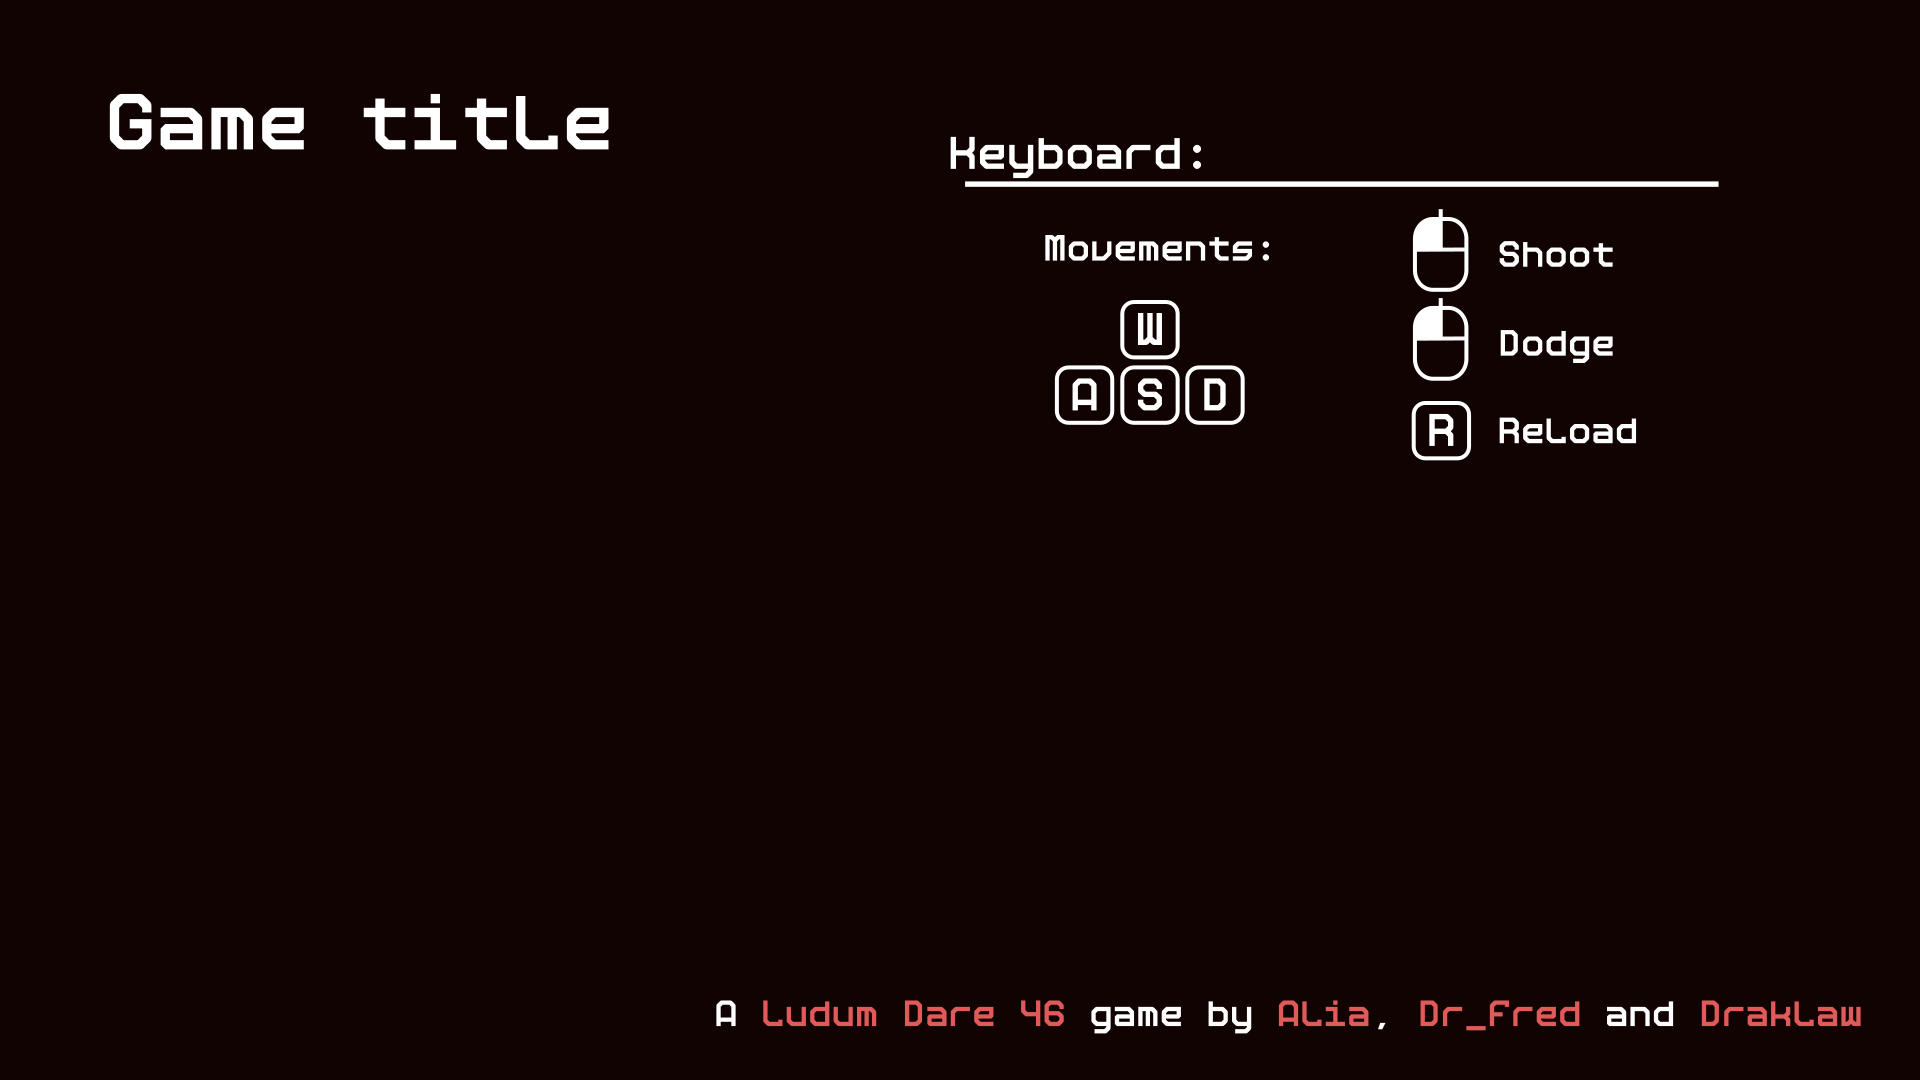 Game title
Keyboard:
Movements:
W
A S D
Shoot
Dodge
R Reload
A Ludum Dare 46 game by Alia, Dr_Fred and Draklaw